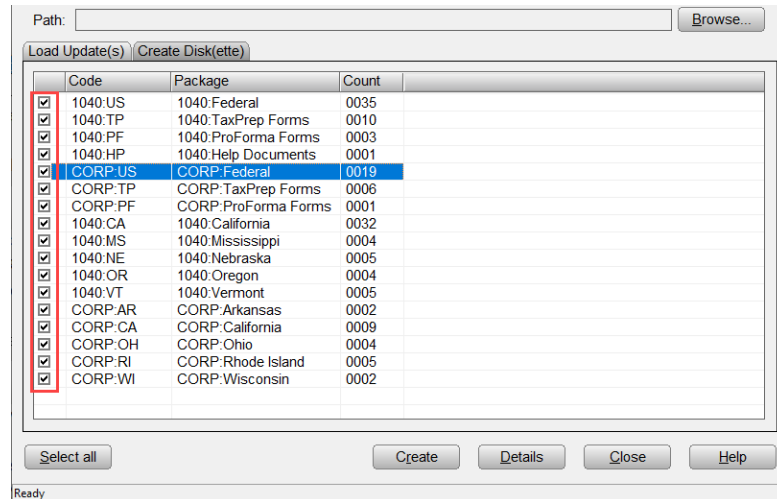 Path: Browse...
Load Update(s) Create Disk(ette)
Code Package Count
1040:US 1040:Federal 0035
1040:TP 1040:TaxPrep Forms 0010
1040:PF 1040:ProForma Forms 0003
1040:HP 1040:Help Documents 0001
CORP:US CORP:Federal 0019
CORP:TP CORP:TaxPrep Forms 0006
CORP:PF CORP:ProForma Forms 0001
1040:CA 1040:California 0032
1040:MS 1040:Mississippi 0004
1040:NE 1040:Nebraska 0005
1040:OR 1040:Oregon 0004
1040:VT 1040:Vermont 0005
CORP:AR CORP:Arkansas 0002
CORP:CA CORP:California 0009
CORP:OH CORP:Ohio 0004
CORP:RI CORP:Rhode Island 0005
CORP:WI CORP:Wisconsin 0002
Select all Create Details Close Help
Ready